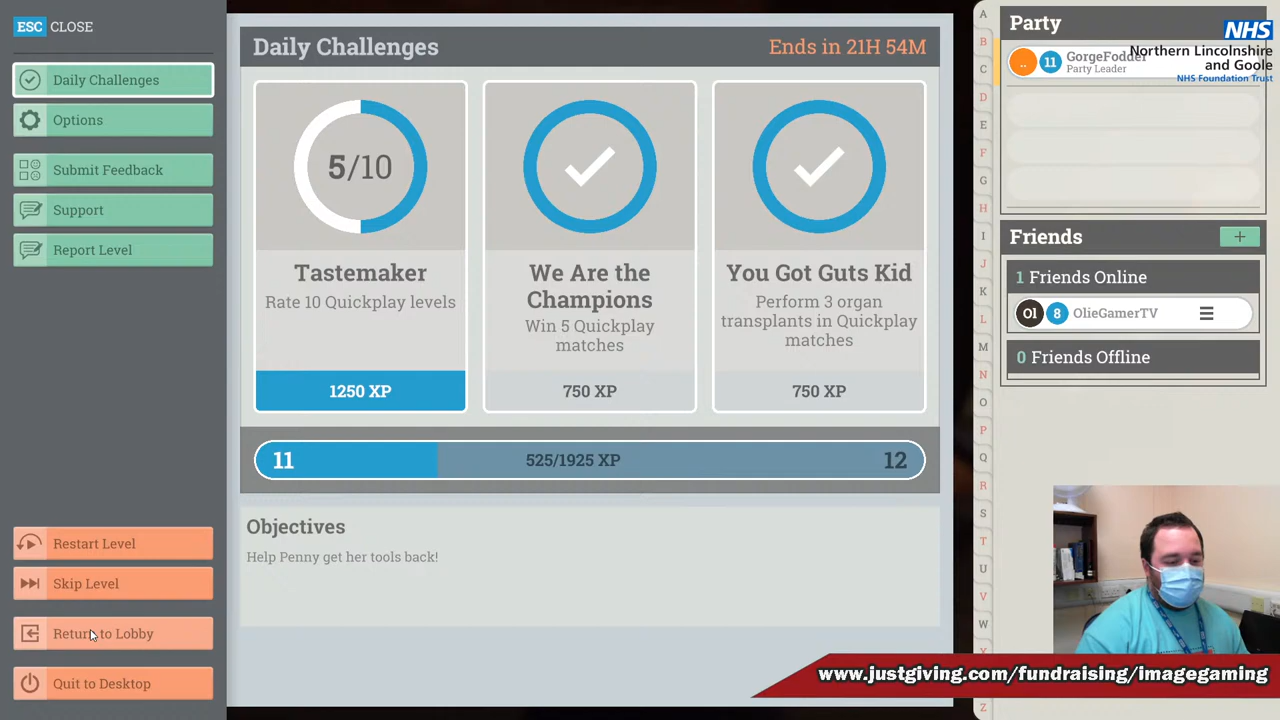 ESC CLOSE
Daily Challenges
Options
Submit Feedback
Support
Report Level
Restart Level
Skip Level
Return to Lobby
Quit to Desktop
Daily Challenges
Ends in 21H 54M
5/10
Tastemaker
Rate 10 Quickplay levels
1250 XP
We Are the
Champions
Win 5 Quickplay
matches
750 XP
You Got Guts Kid
Perform 3 organ
transplants in Quickplay
matches
750 XP
11
525/1925 XP
12
Objectives
Help Penny get her tools back!
A
B
C
D
E
F
G
H
I
J
K
L
M
N
O
P
Q
R
S
T
U
V
W
X
Z
Party
.. 11 GorgeFodder
Party Leader
NHS
Northern Lincolnshire
and Goole
NHS Foundation Trust
Friends
+
1 Friends Online
Ol 8 OlieGamerTV
0 Friends Offline
www.justgiving.com/fundraising/imagegaming